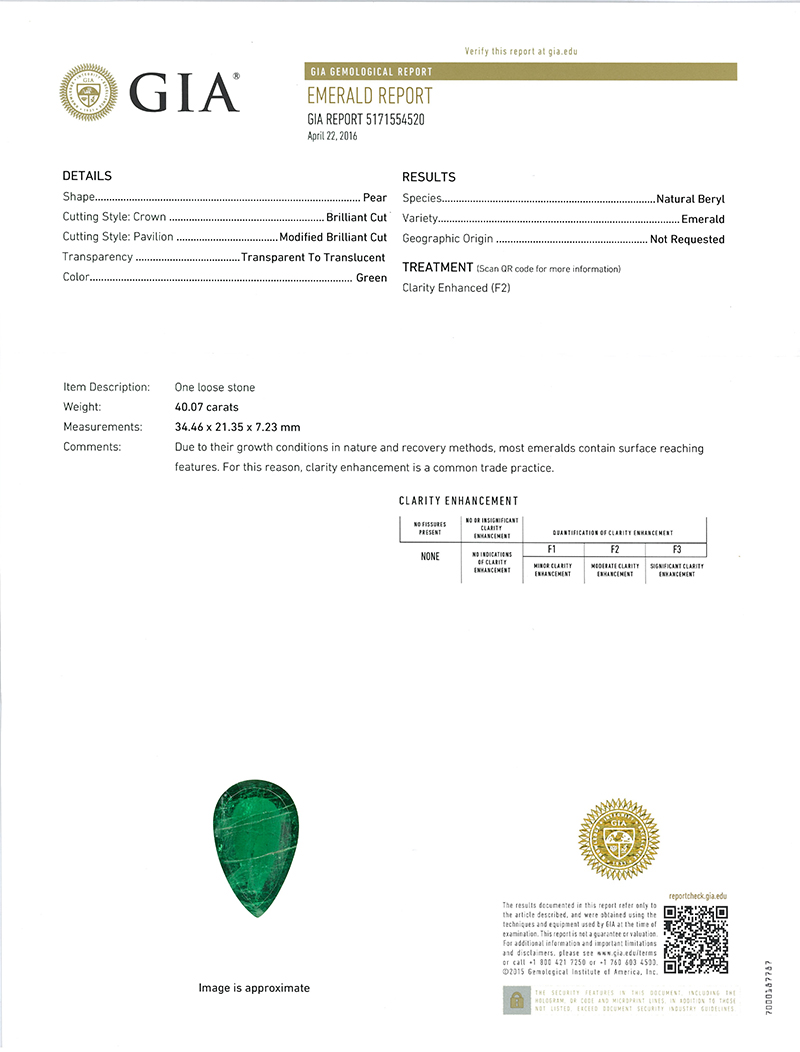 Verify this report at gia.edu
GIA®
GIA GEMOLOGICAL REPORT
EMERALD REPORT
GIA REPORT 5171554520
April 22, 2016
DETAILS
Shape.......... Pear
Cutting Style: Crown .......... Brilliant Cut
Cutting Style: Pavilion .......... Modified Brilliant Cut
Transparency .......... Transparent To Translucent
Color.......... Green
RESULTS
Species.......... Natural Beryl
Variety.......... Emerald
Geographic Origin .......... Not Requested
TREATMENT (Scan QR code for more information)
Clarity Enhanced (F2)
Item Description: One loose stone
Weight: 40.07 carats
Measurements: 34.46 x 21.35 x 7.23 mm
Comments: Due to their growth conditions in nature and recovery methods, most emeralds contain surface reaching
features. For this reason, clarity enhancement is a common trade practice.
CLARITY ENHANCEMENT
NO FISSURES
PRESENT
NO OR INSIGNIFICANT
CLARITY
ENHANCEMENT
QUANTIFICATION OF CLARITY ENHANCEMENT
NONE
NO INDICATIONS
OF CLARITY
ENHANCEMENT
F1
F2
F3
MINOR CLARITY
ENHANCEMENT
MODERATE CLARITY
ENHANCEMENT
SIGNIFICANT CLARITY
ENHANCEMENT
Image is approximate
GIA
reportcheck.gia.edu
The results documented in this report refer only to
the article described, and were obtained using the
techniques and equipment used by GIA at the time of
examination. This report is not a guarantee or valuation.
For additional information and important limitations
and disclaimers, please see www.gia.edu/terms
or call +1 800 421 7250 or +1 760 603 4500.
©2015 Gemological Institute of America, Inc.
THE SECURITY FEATURES IN THIS DOCUMENT, INCLUDING THE
HOLOGRAM, QR CODE AND MICROPRINT LINES, IN ADDITION TO THOSE
NOT LISTED, EXCEED DOCUMENT SECURITY INDUSTRY GUIDELINES.